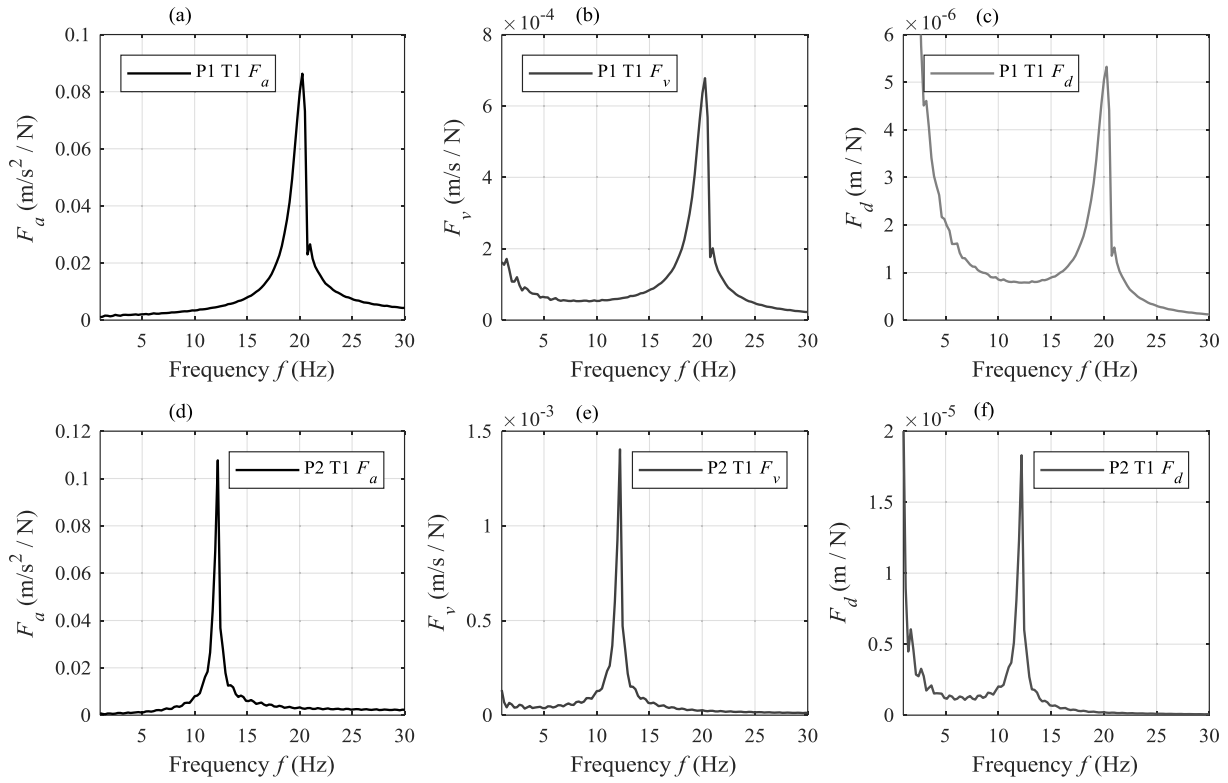 (a)
0.1
0.08
0.06
0.04
0.02
0
5 10 15 20 25 30
F_a (m/s² / N)
Frequency f (Hz)
P1 T1 F_a
(b)
×10⁻⁴
8
6
4
2
0
5 10 15 20 25 30
F_v (m/s / N)
Frequency f (Hz)
P1 T1 F_v
(c)
×10⁻⁶
6
5
4
3
2
1
0
5 10 15 20 25 30
F_d (m / N)
Frequency f (Hz)
P1 T1 F_d
(d)
0.12
0.1
0.08
0.06
0.04
0.02
0
5 10 15 20 25 30
F_a (m/s² / N)
Frequency f (Hz)
P2 T1 F_a
(e)
×10⁻³
1.5
1
0.5
0
5 10 15 20 25 30
F_v (m/s / N)
Frequency f (Hz)
P2 T1 F_v
(f)
×10⁻⁵
2
1.5
1
0.5
0
5 10 15 20 25 30
F_d (m / N)
Frequency f (Hz)
P2 T1 F_d